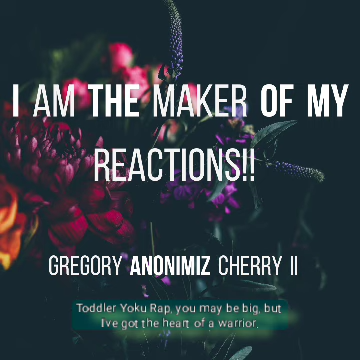 I AM THE MAKER OF MY
REACTIONS!!
GREGORY ANONIMIZ CHERRY II
Toddler Yoku Rap, you may be big, but
I've got the heart of a warrior.